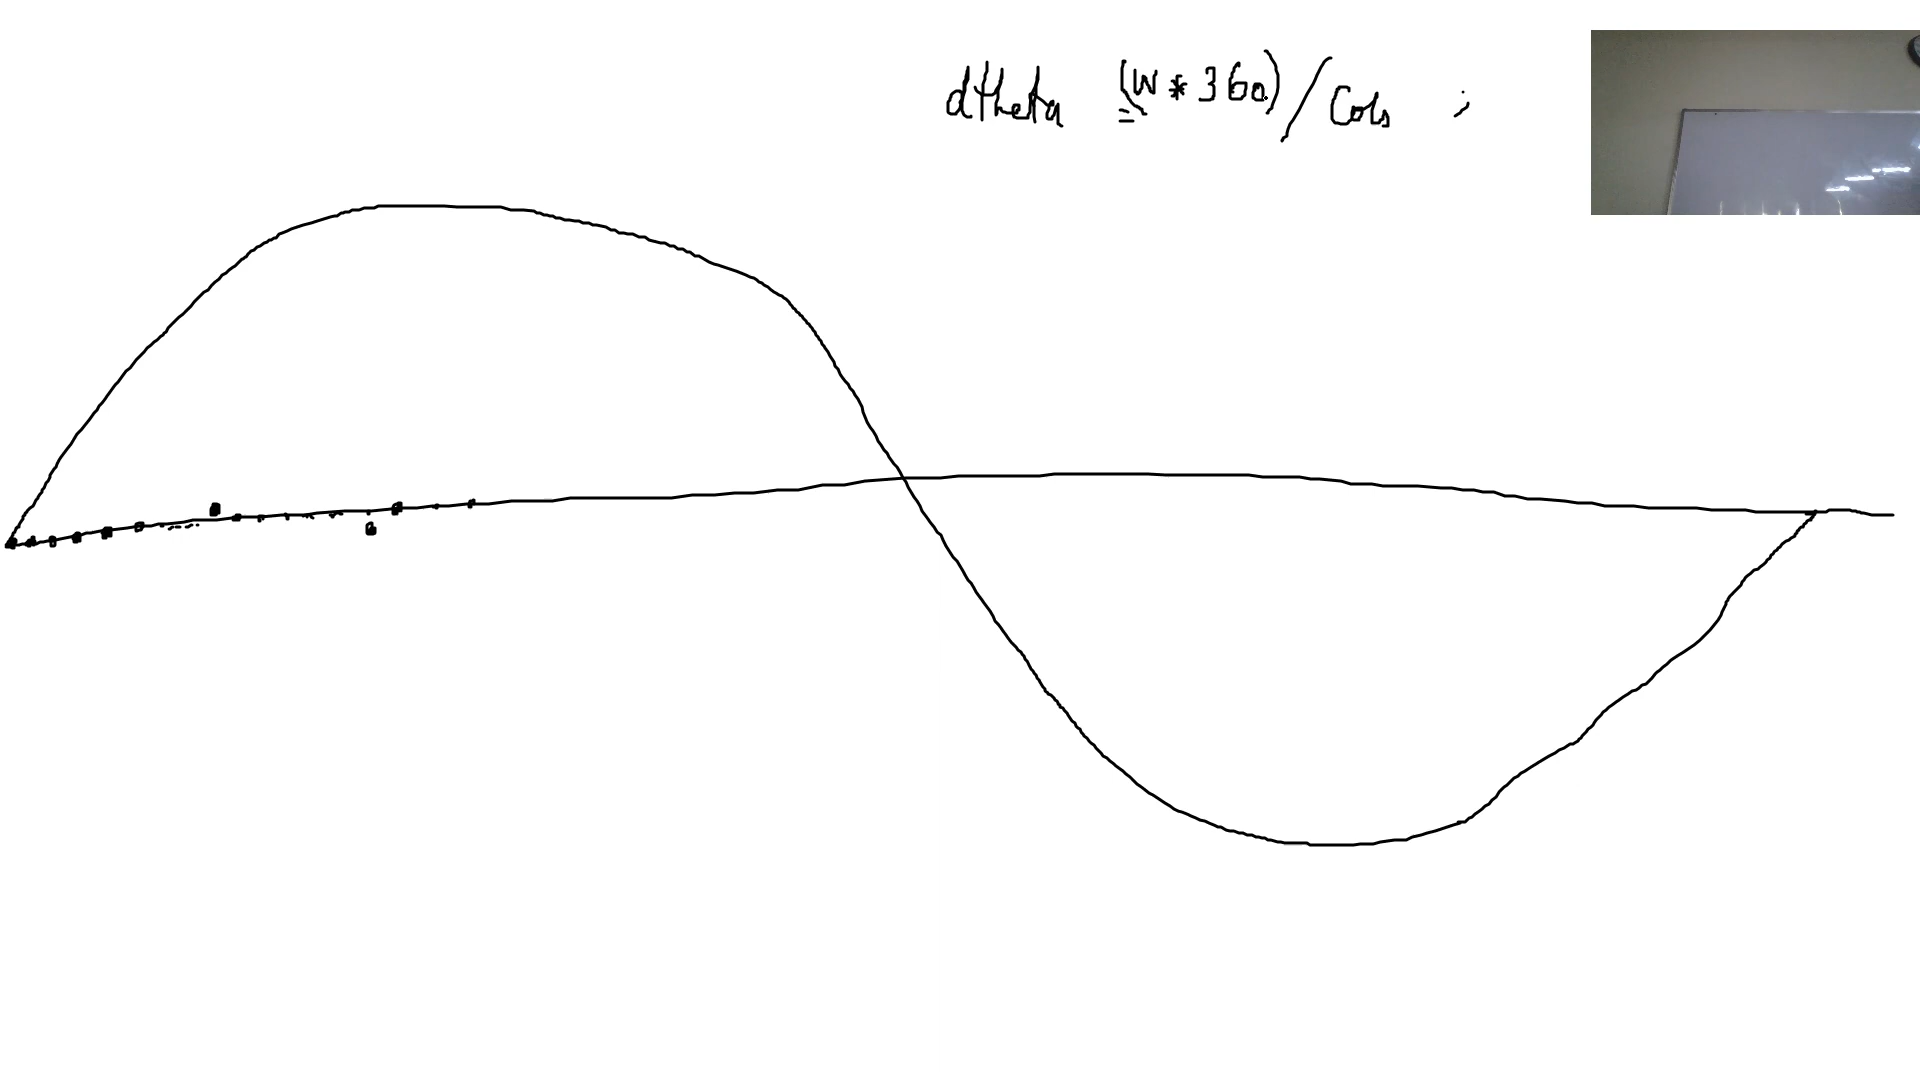 dtheta = (W * 360) / Cols ;